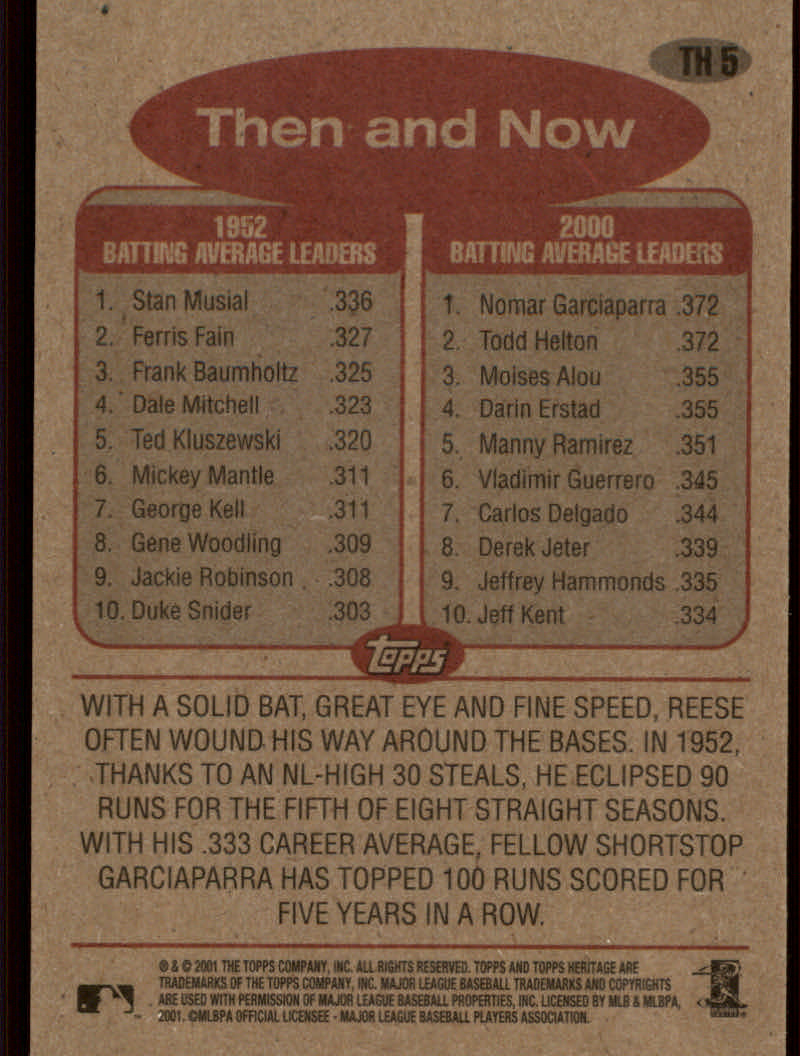 TH 5
Then and Now
1952
BATTING AVERAGE LEADERS
1. Stan Musial .336
2. Ferris Fain .327
3. Frank Baumholtz .325
4. Dale Mitchell .323
5. Ted Kluszewski .320
6. Mickey Mantle .311
7. George Kell .311
8. Gene Woodling .309
9. Jackie Robinson .308
10. Duke Snider .303
2000
BATTING AVERAGE LEADERS
1. Nomar Garciaparra .372
2. Todd Helton .372
3. Moises Alou .355
4. Darin Erstad .355
5. Manny Ramirez .351
6. Vladimir Guerrero .345
7. Carlos Delgado .344
8. Derek Jeter .339
9. Jeffrey Hammonds .335
10. Jeff Kent .334
Topps
WITH A SOLID BAT, GREAT EYE AND FINE SPEED, REESE
OFTEN WOUND HIS WAY AROUND THE BASES. IN 1952,
THANKS TO AN NL-HIGH 30 STEALS, HE ECLIPSED 90
RUNS FOR THE FIFTH OF EIGHT STRAIGHT SEASONS.
WITH HIS .333 CAREER AVERAGE, FELLOW SHORTSTOP
GARCIAPARRA HAS TOPPED 100 RUNS SCORED FOR
FIVE YEARS IN A ROW.
® & © 2001 THE TOPPS COMPANY, INC. ALL RIGHTS RESERVED. TOPPS AND TOPPS HERITAGE ARE
TRADEMARKS OF THE TOPPS COMPANY, INC. MAJOR LEAGUE BASEBALL TRADEMARKS AND COPYRIGHTS
ARE USED WITH PERMISSION OF MAJOR LEAGUE BASEBALL PROPERTIES, INC. LICENSED BY MLB & MLBPA,
2001. ©MLBPA OFFICIAL LICENSEE - MAJOR LEAGUE BASEBALL PLAYERS ASSOCIATION.